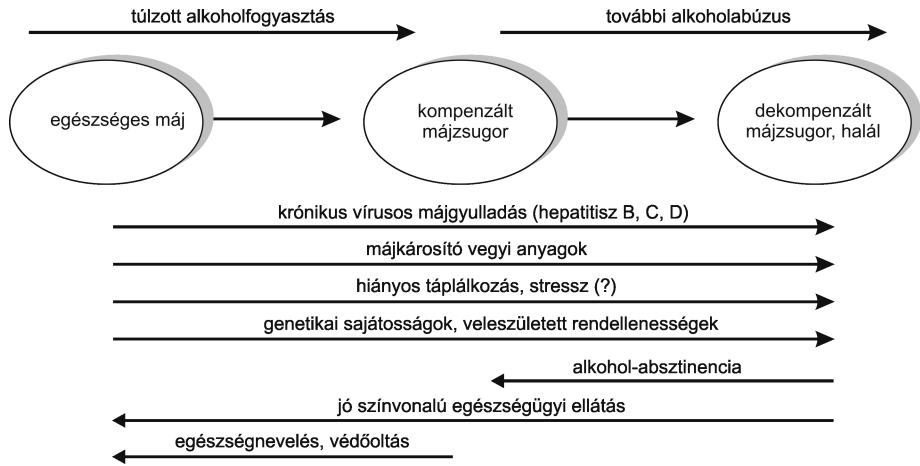 túlzott alkoholfogyasztás
további alkoholabúzus
egészséges máj
kompenzált
májzsugor
dekompenzált
májzsugor, halál
krónikus vírusos májgyulladás (hepatitisz B, C, D)
májkárosító vegyi anyagok
hiányos táplálkozás, stressz (?)
genetikai sajátosságok, veleszületett rendellenességek
alkohol-absztinencia
jó színvonalú egészségügyi ellátás
egészségnevelés, védőoltás